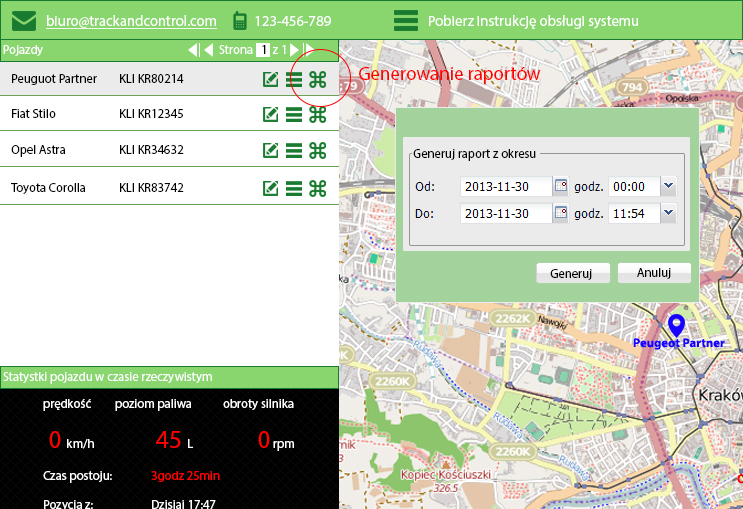 biuro@trackandcontrol.com 123-456-789 Pobierz instrukcję obsługi systemu
Pojazdy Strona 1 z 1
Peuguot Partner KLI KR80214
Fiat Stilo KLI KR12345
Opel Astra KLI KR34632
Toyota Corolla KLI KR83742
Generowanie raportów
79
794
Opolska
Generuj raport z okresu
Od: 2013-11-30 godz. 00:00
Do: 2013-11-30 godz. 11:54
Generuj Anuluj
2262K
Nawojki
Peugeot Partner
Rudawa
2260K
Kraków
Statystki pojazdu w czasie rzeczywistym
prędkość poziom paliwa obroty silnika
0 km/h 45 L 0 rpm
Czas postoju: 3godz 25min
Pozycja z: Dzisiaj 17:47
Rudawa
2260K
Kopiec Kościuszki
326.5